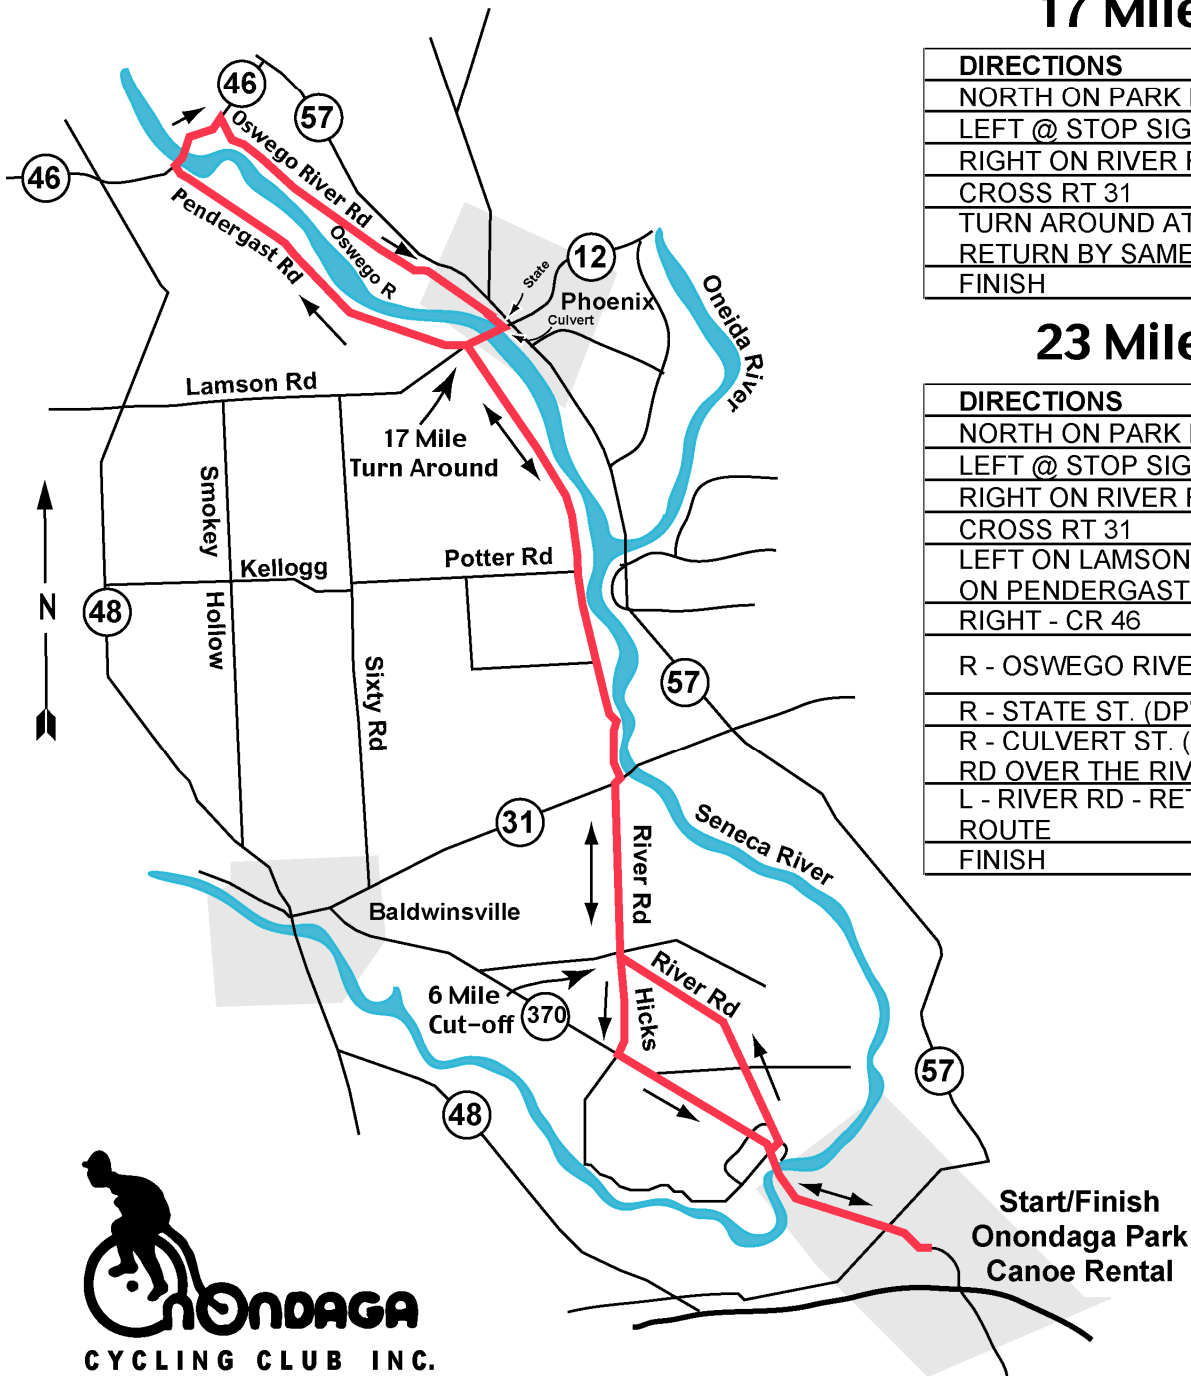 46
57
46
Oswego River Rd
Pendergast Rd
Oswego R
12
State
Phoenix
Culvert
Oneida River
Lamson Rd
17 Mile
Turn Around
Smokey
Hollow
Kellogg
Potter Rd
N
48
Sixty Rd
57
31
Seneca River
River Rd
Baldwinsville
River Rd
6 Mile
Cut-off
370
Hicks
57
48
Start/Finish
Onondaga Park
Canoe Rental
ONONDAGA
CYCLING CLUB INC.
17 Mile
DIRECTIONS
NORTH ON PARK
LEFT @ STOP SIG
RIGHT ON RIVER
CROSS RT 31
TURN AROUND AT
RETURN BY SAME
FINISH
23 Mile
DIRECTIONS
NORTH ON PARK
LEFT @ STOP SIG
RIGHT ON RIVER
CROSS RT 31
LEFT ON LAMSON
ON PENDERGAST
RIGHT - CR 46
R - OSWEGO RIVE
R - STATE ST. (DP
R - CULVERT ST. (
RD OVER THE RIV
L - RIVER RD - RE
ROUTE
FINISH